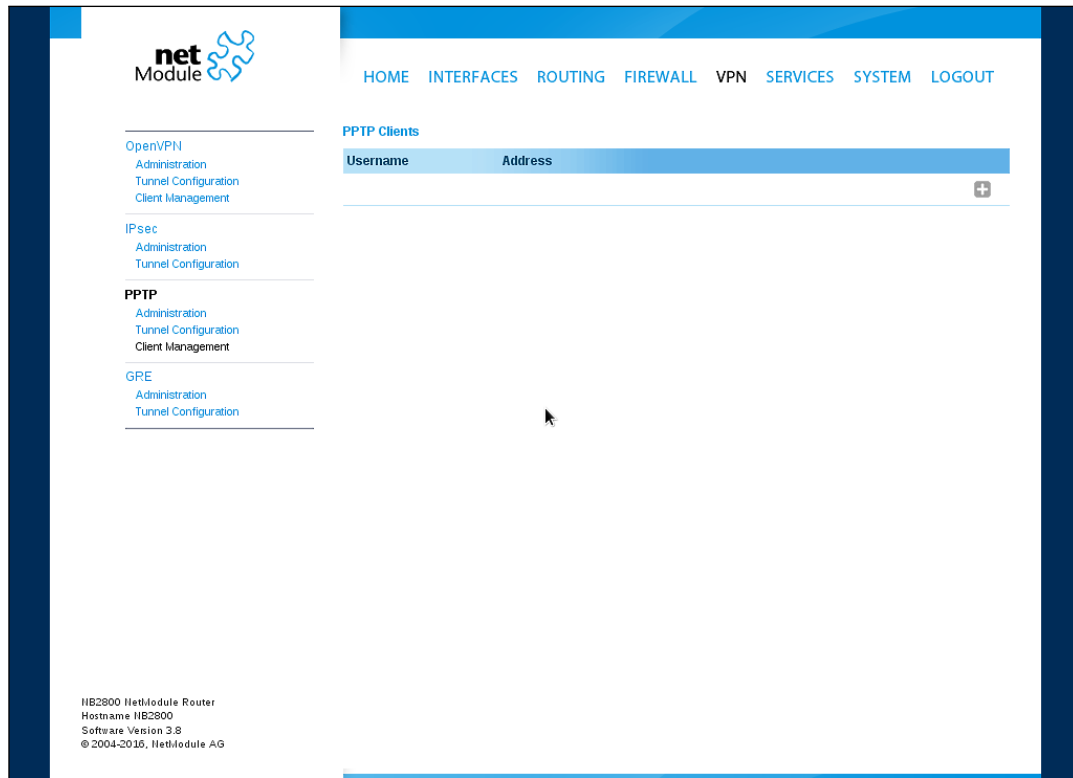 net
Module
HOME INTERFACES ROUTING FIREWALL VPN SERVICES SYSTEM LOGOUT
OpenVPN
Administration
Tunnel Configuration
Client Management
IPsec
Administration
Tunnel Configuration
PPTP
Administration
Tunnel Configuration
Client Management
GRE
Administration
Tunnel Configuration
PPTP Clients
Username Address
NB2800 NetModule Router
Hostname NB2800
Software Version 3.8
© 2004-2016, NetModule AG